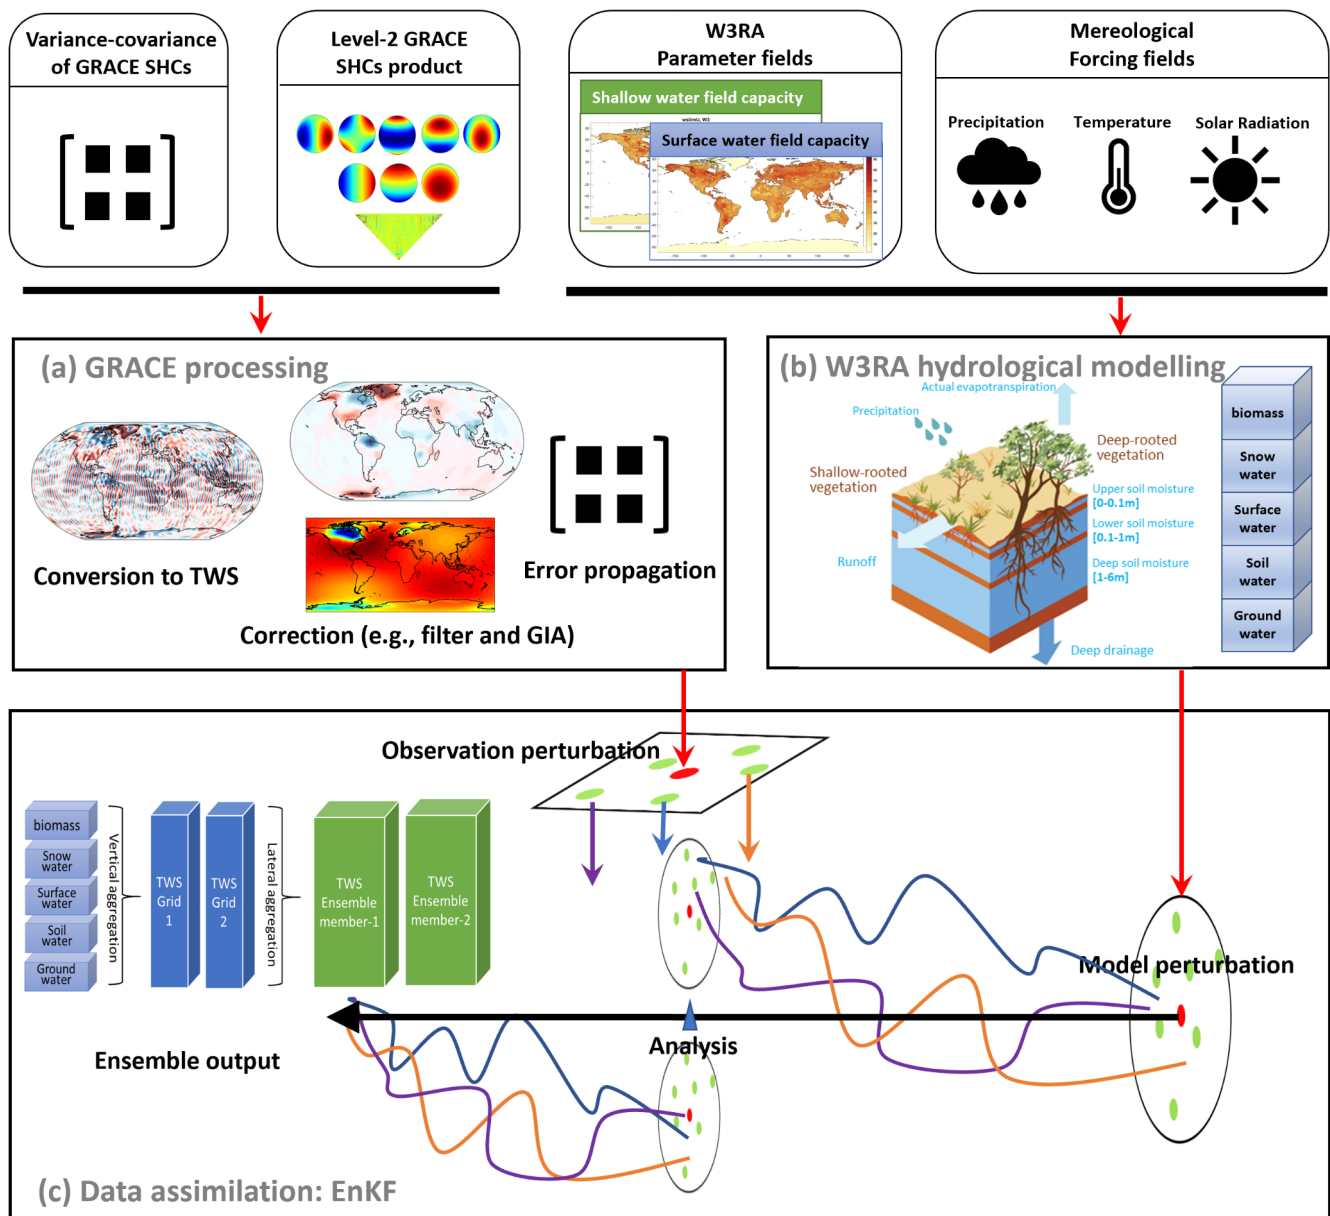 Variance-covariance
of GRACE SHCs
Level-2 GRACE
SHCs product
W3RA
Parameter fields
Shallow water field capacity
Surface water field capacity
Mereological
Forcing fields
Precipitation
Temperature
Solar Radiation
(a) GRACE processing
Conversion to TWS
Correction (e.g., filter and GIA)
Error propagation
(b) W3RA hydrological modelling
Actual evapotranspiration
Precipitation
Deep-rooted
vegetation
Shallow-rooted
vegetation
Upper soil moisture
[0-0.1m]
Lower soil moisture
[0.1-1m]
Deep soil moisture
[1-6m]
Runoff
Deep drainage
biomass
Snow
water
Surface
water
Soil
water
Ground
water
Observation perturbation
biomass
Snow
water
Surface
water
Soil
water
Ground
water
Vertical aggregation
TWS
Grid
1
TWS
Grid
2
Lateral aggregation
TWS
Ensemble
member-1
TWS
Ensemble
member-2
Model perturbation
Analysis
Ensemble output
(c) Data assimilation: EnKF